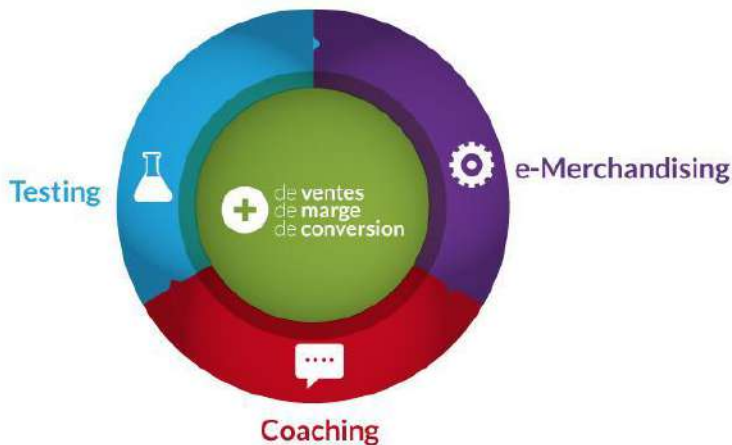 Testing
e-Merchandising
de ventes
de marge
de conversion
Coaching